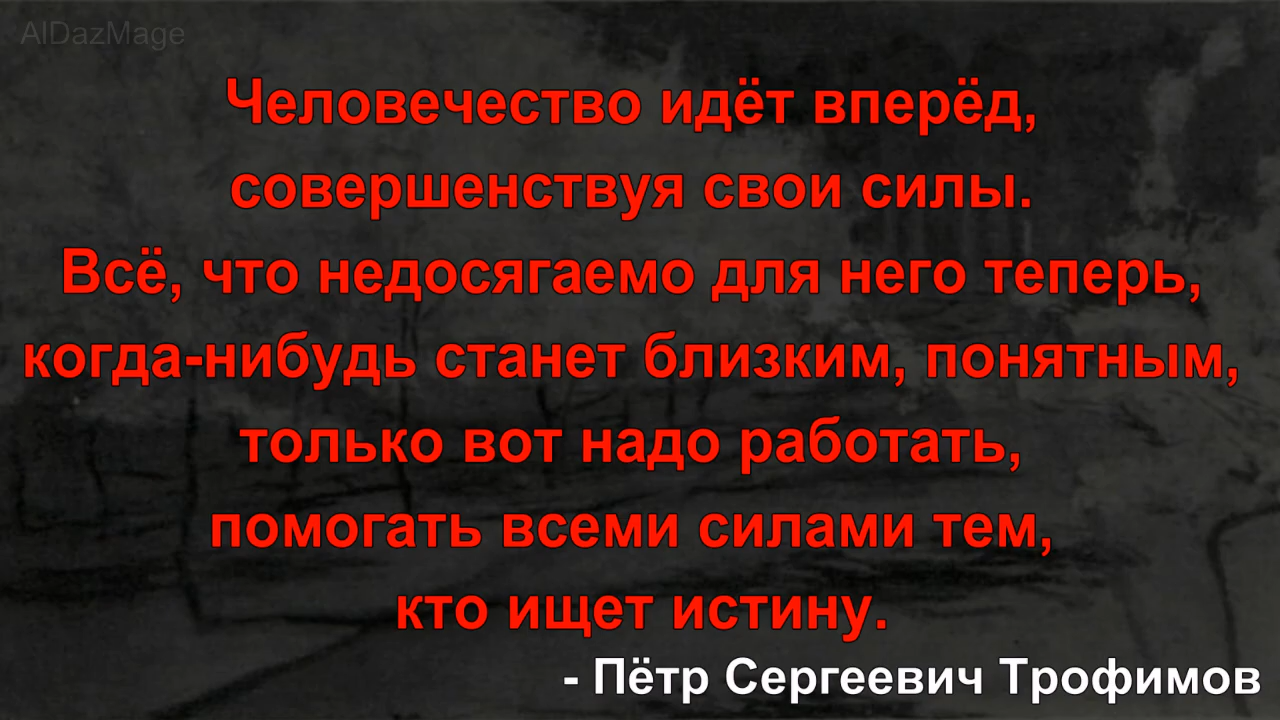 AlDazMage
Человечество идёт вперёд,
совершенствуя свои силы.
Всё, что недосягаемо для него теперь,
когда-нибудь станет близким, понятным,
только вот надо работать,
помогать всеми силами тем,
кто ищет истину.
- Пётр Сергеевич Трофимов